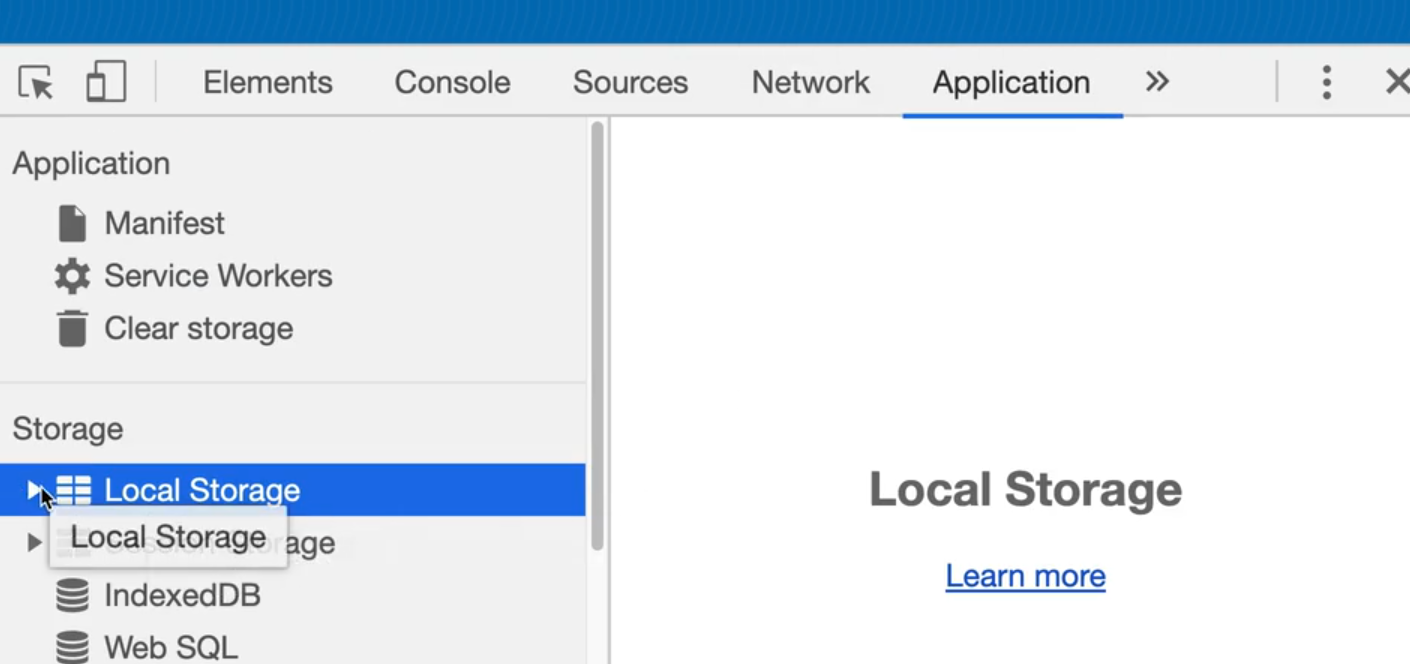 Elements Console Sources Network Application
Application
Manifest
Service Workers
Clear storage
Storage
Local Storage
Local Storage
age
IndexedDB
Web SQL
Local Storage
Learn more